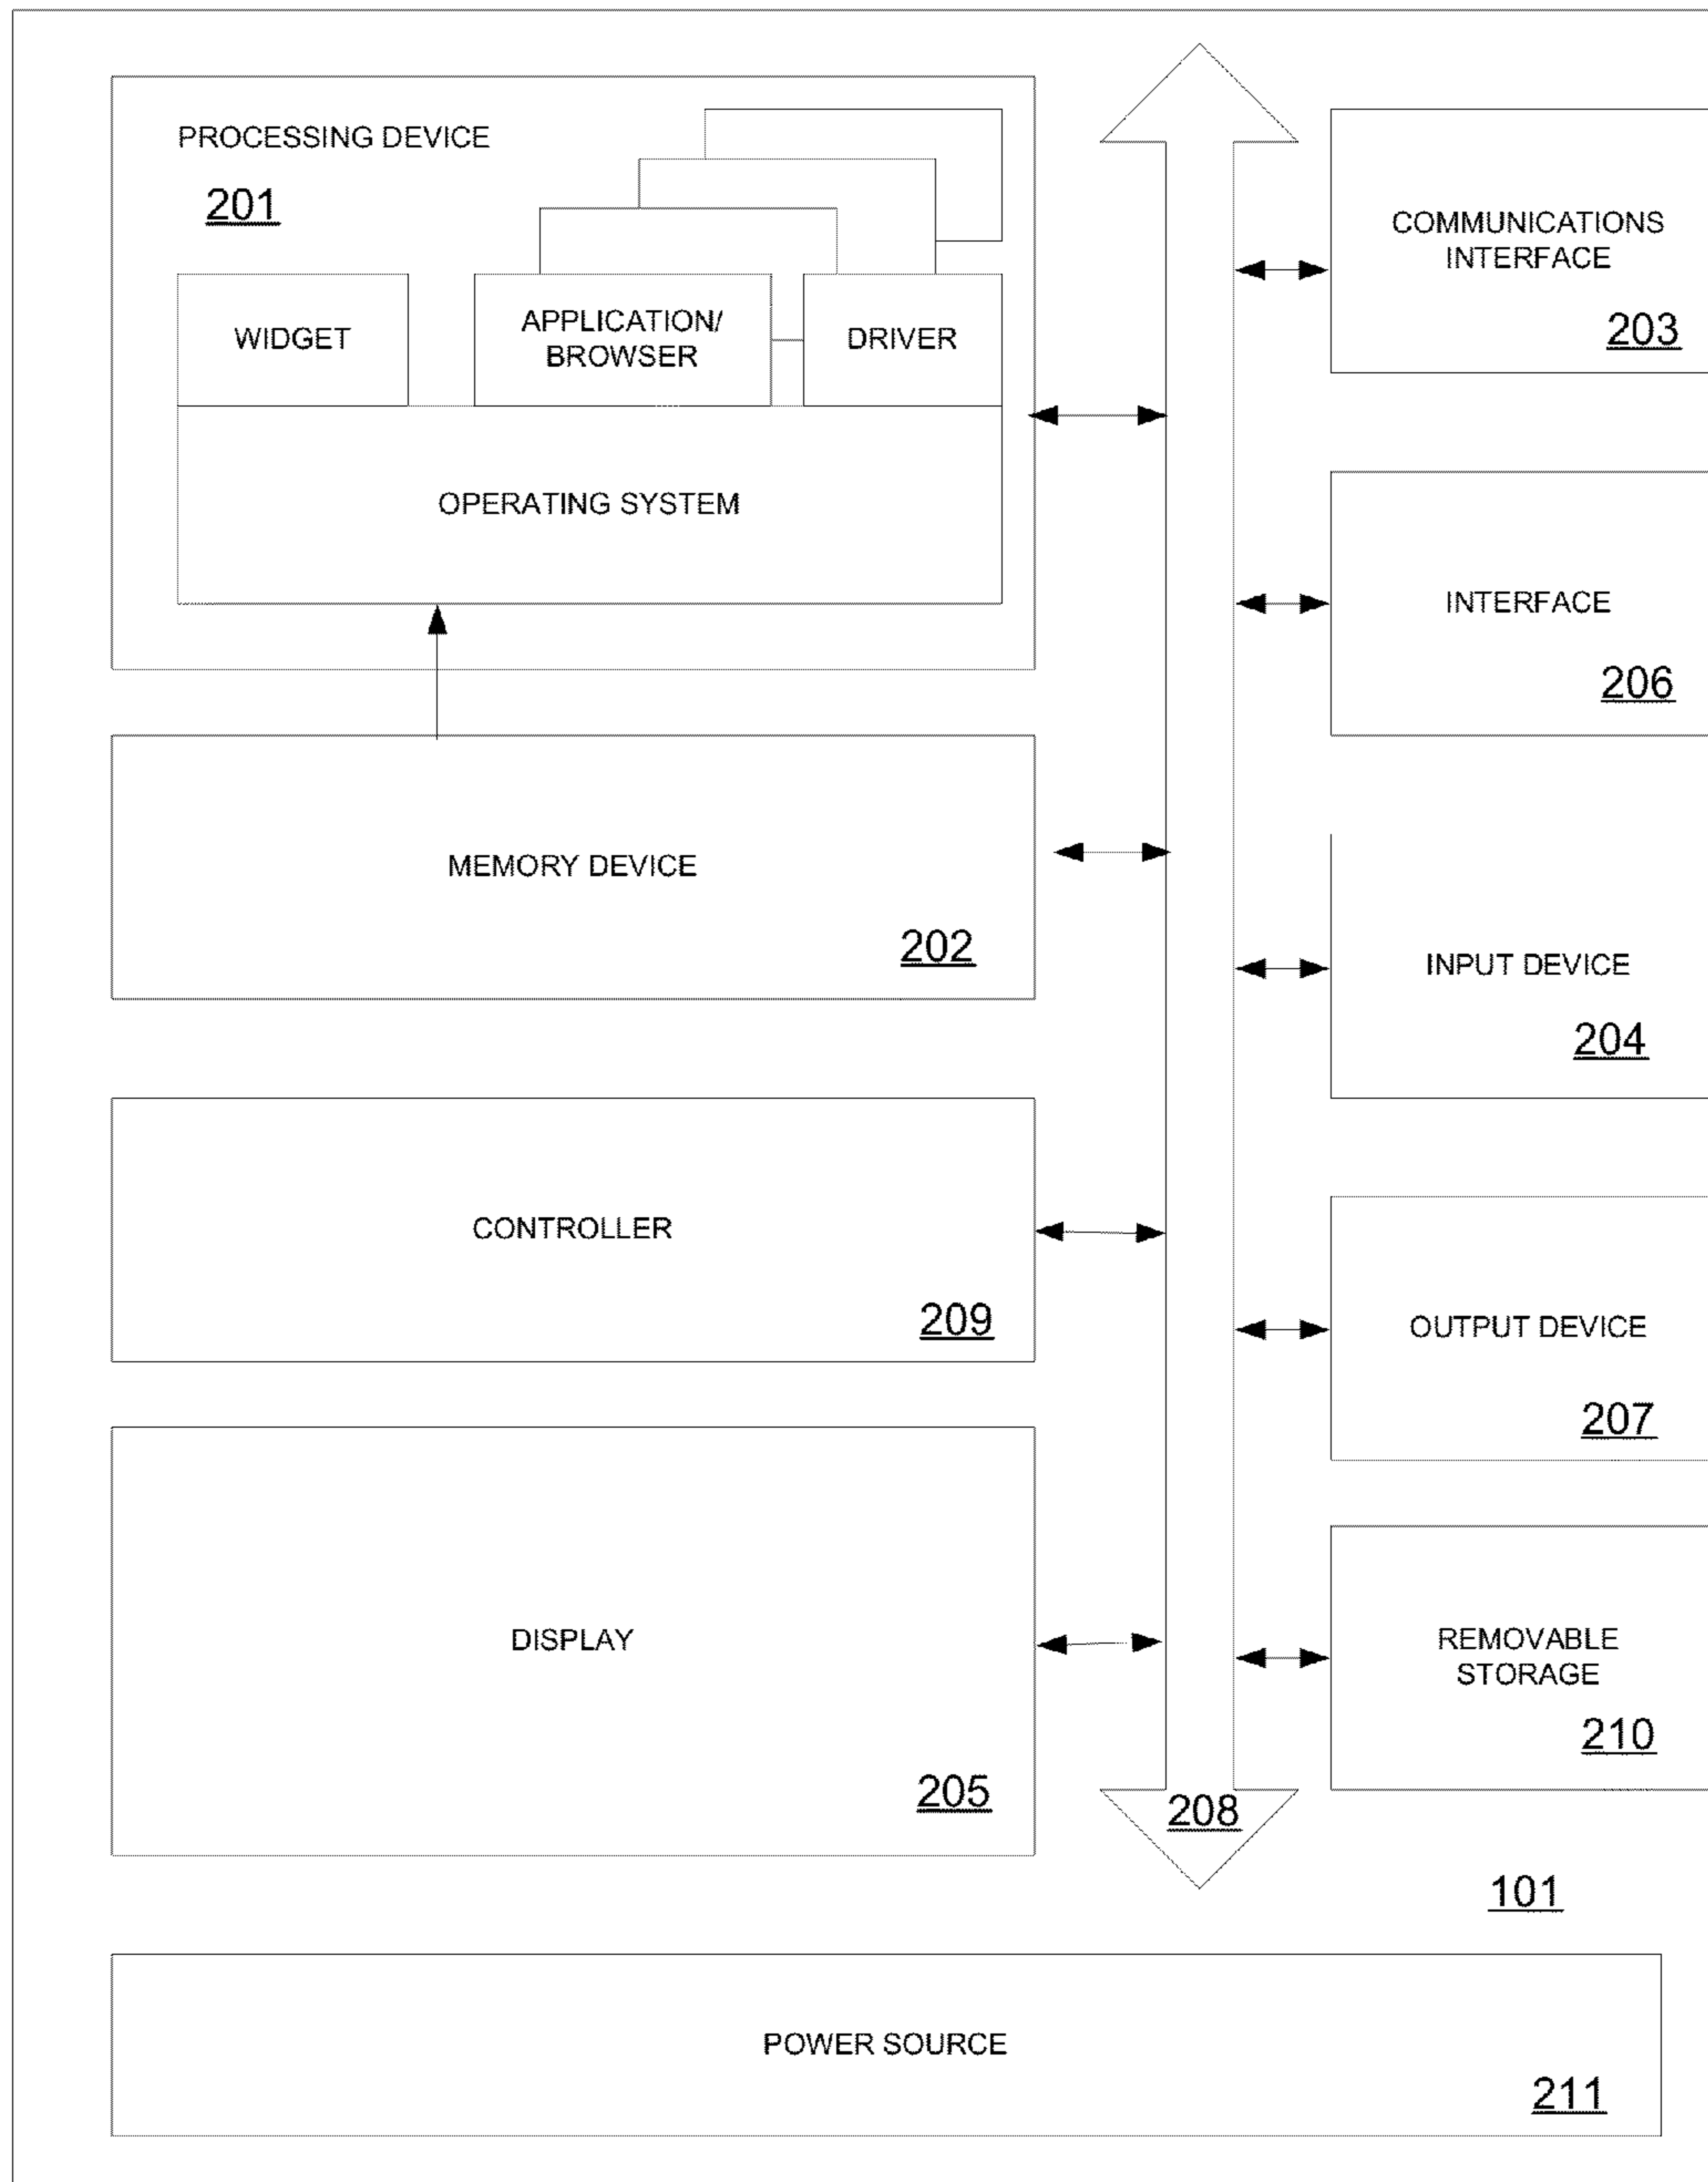 PROCESSING DEVICE
201
WIDGET
APPLICATION/
BROWSER
DRIVER
OPERATING SYSTEM
MEMORY DEVICE
202
CONTROLLER
209
DISPLAY
205
COMMUNICATIONS
INTERFACE
203
INTERFACE
206
INPUT DEVICE
204
OUTPUT DEVICE
207
REMOVABLE
STORAGE
210
208
101
POWER SOURCE
211